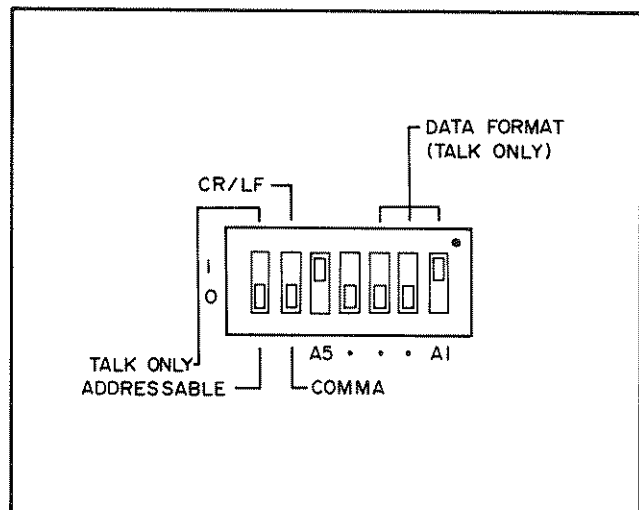 DATA FORMAT
(TALK ONLY)
CR/LF
1
0
A5 • • • A1
TALK ONLY
ADDRESSABLE
COMMA